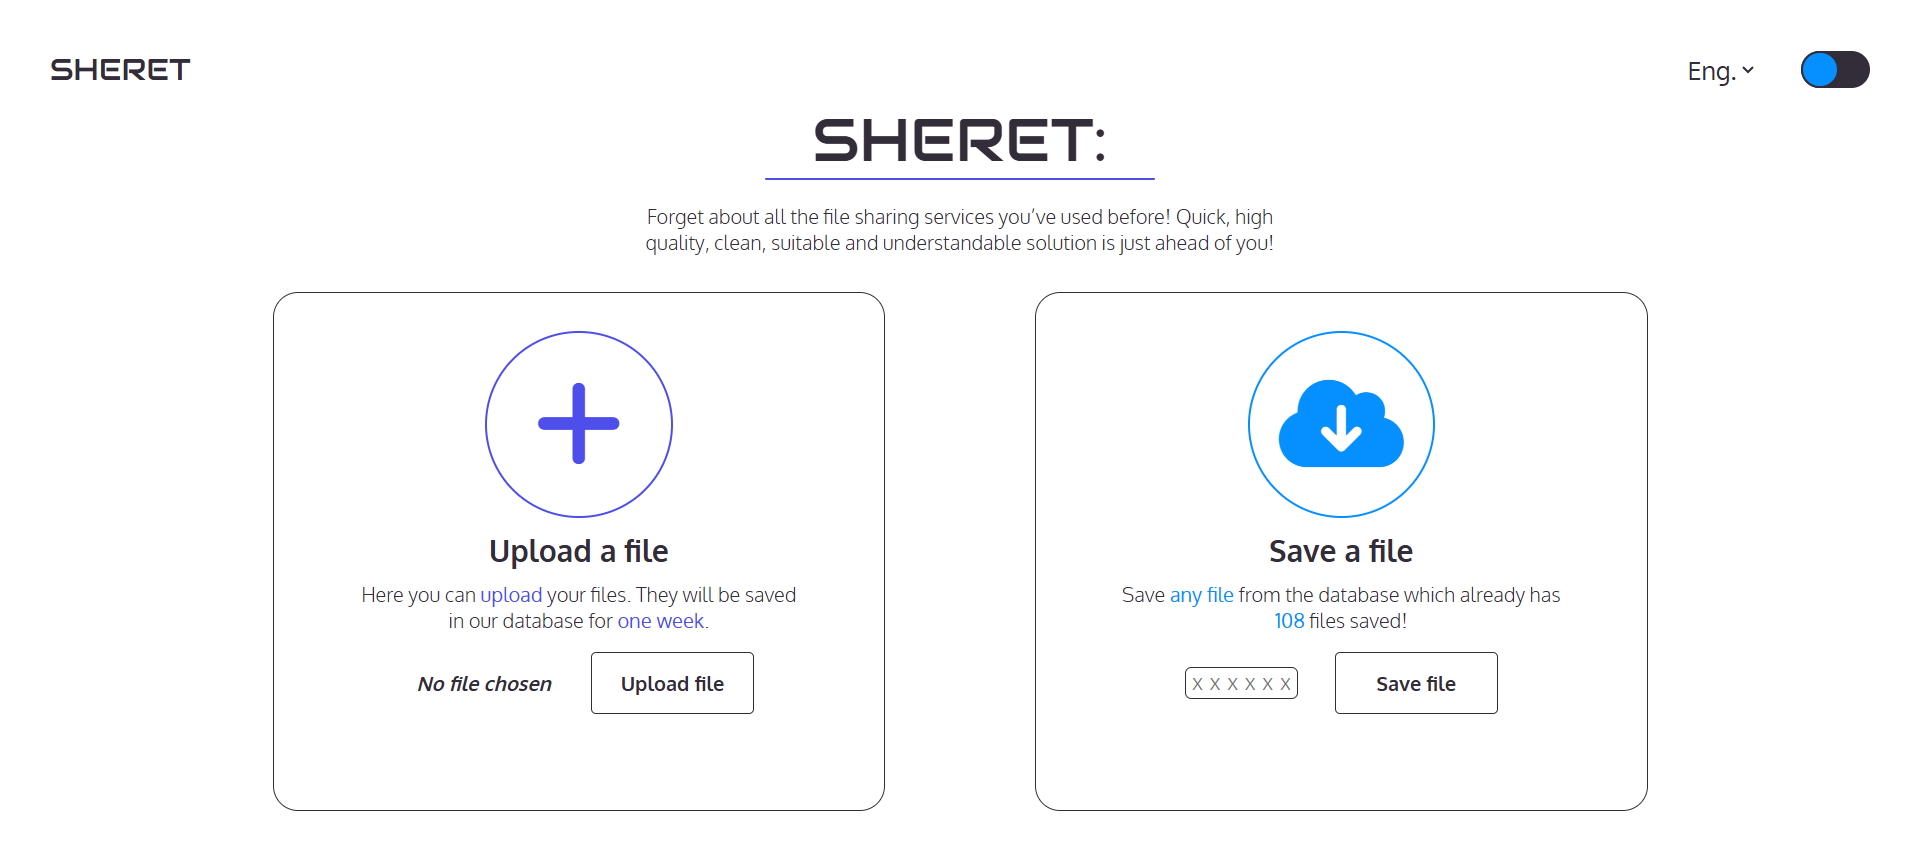 SHERET
Eng.
SHERET:
Forget about all the file sharing services you’ve used before! Quick, high
quality, clean, suitable and understandable solution is just ahead of you!
Upload a file
Here you can upload your files. They will be saved
in our database for one week.
No file chosen
Upload file
Save a file
Save any file from the database which already has
108 files saved!
X X X X X X
Save file